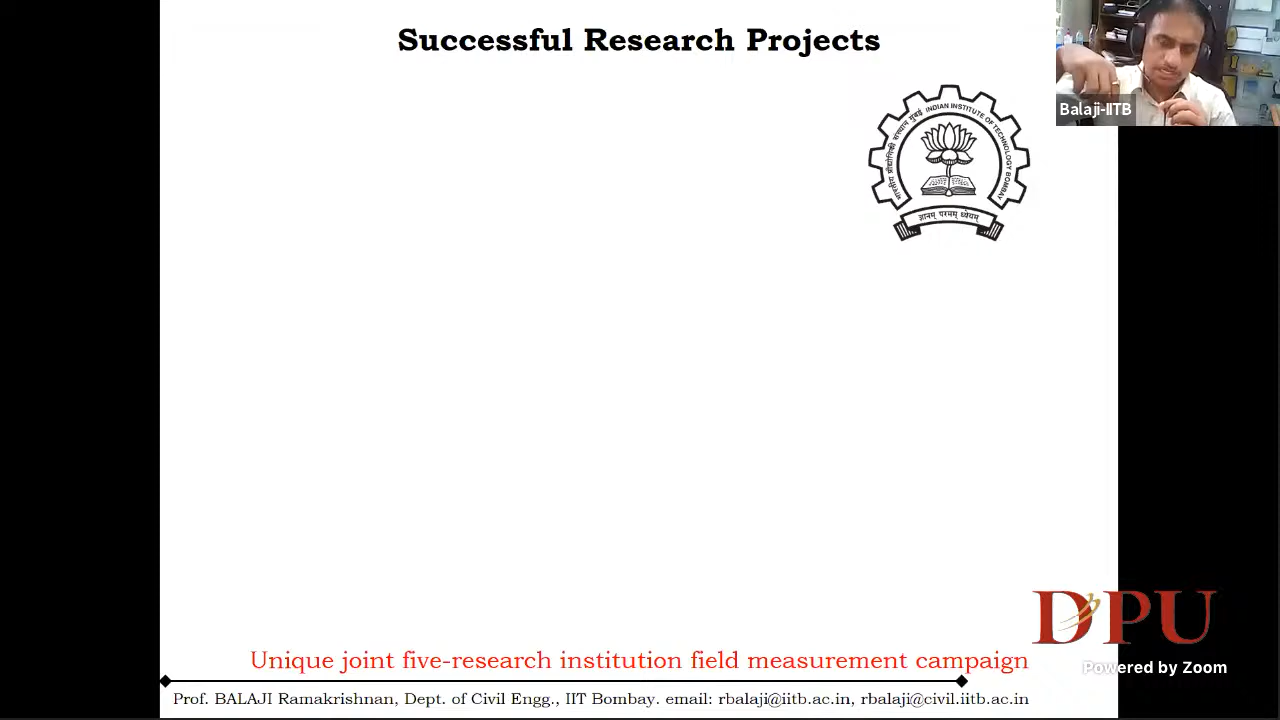 Successful Research Projects
Balaji-IITB
भारतीय प्रौद्योगिकी संस्थान मुंबई INDIAN INSTITUTE OF TECHNOLOGY BOMBAY
ज्ञानम् परमम् ध्येयम्
DPU
Powered by Zoom
Unique joint five-research institution field measurement campaign
Prof. BALAJI Ramakrishnan, Dept. of Civil Engg., IIT Bombay. email: rbalaji@iitb.ac.in, rbalaji@civil.iitb.ac.in